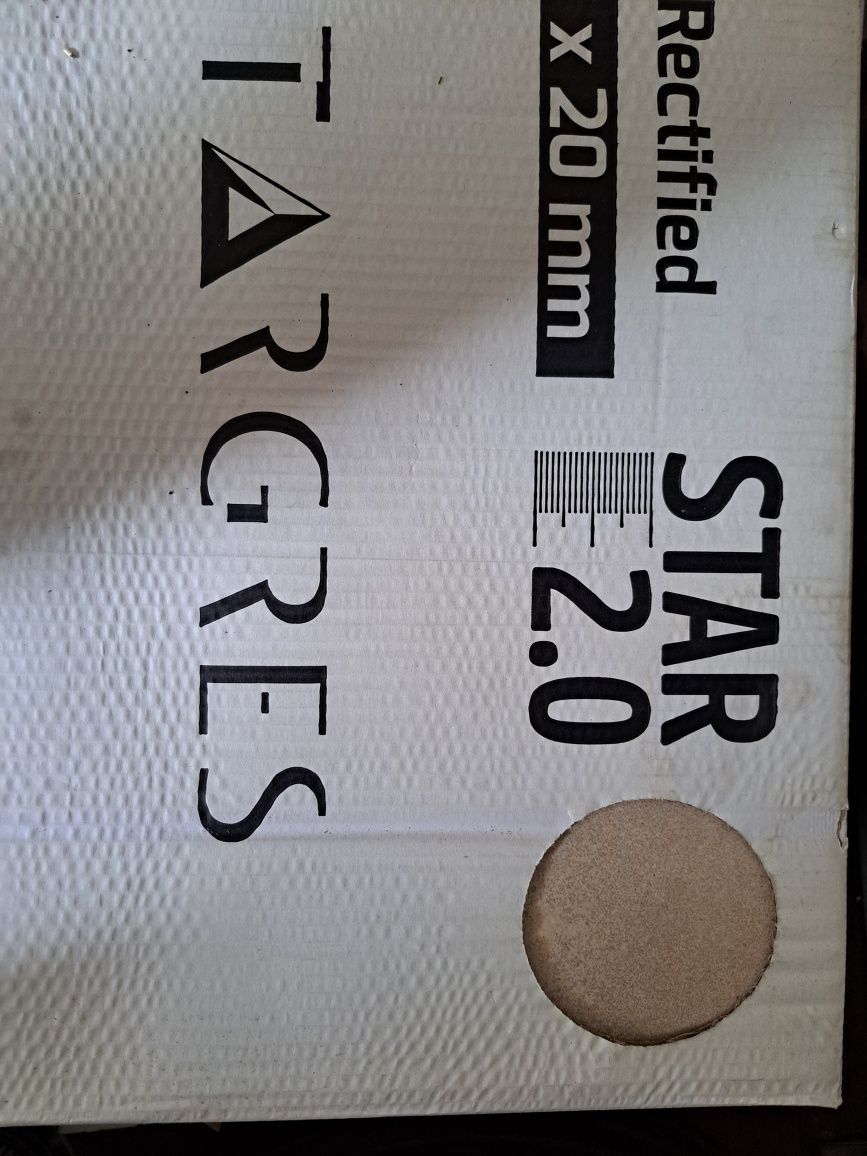 Rectified
x 20 mm
STAR
2.0
TARGRES